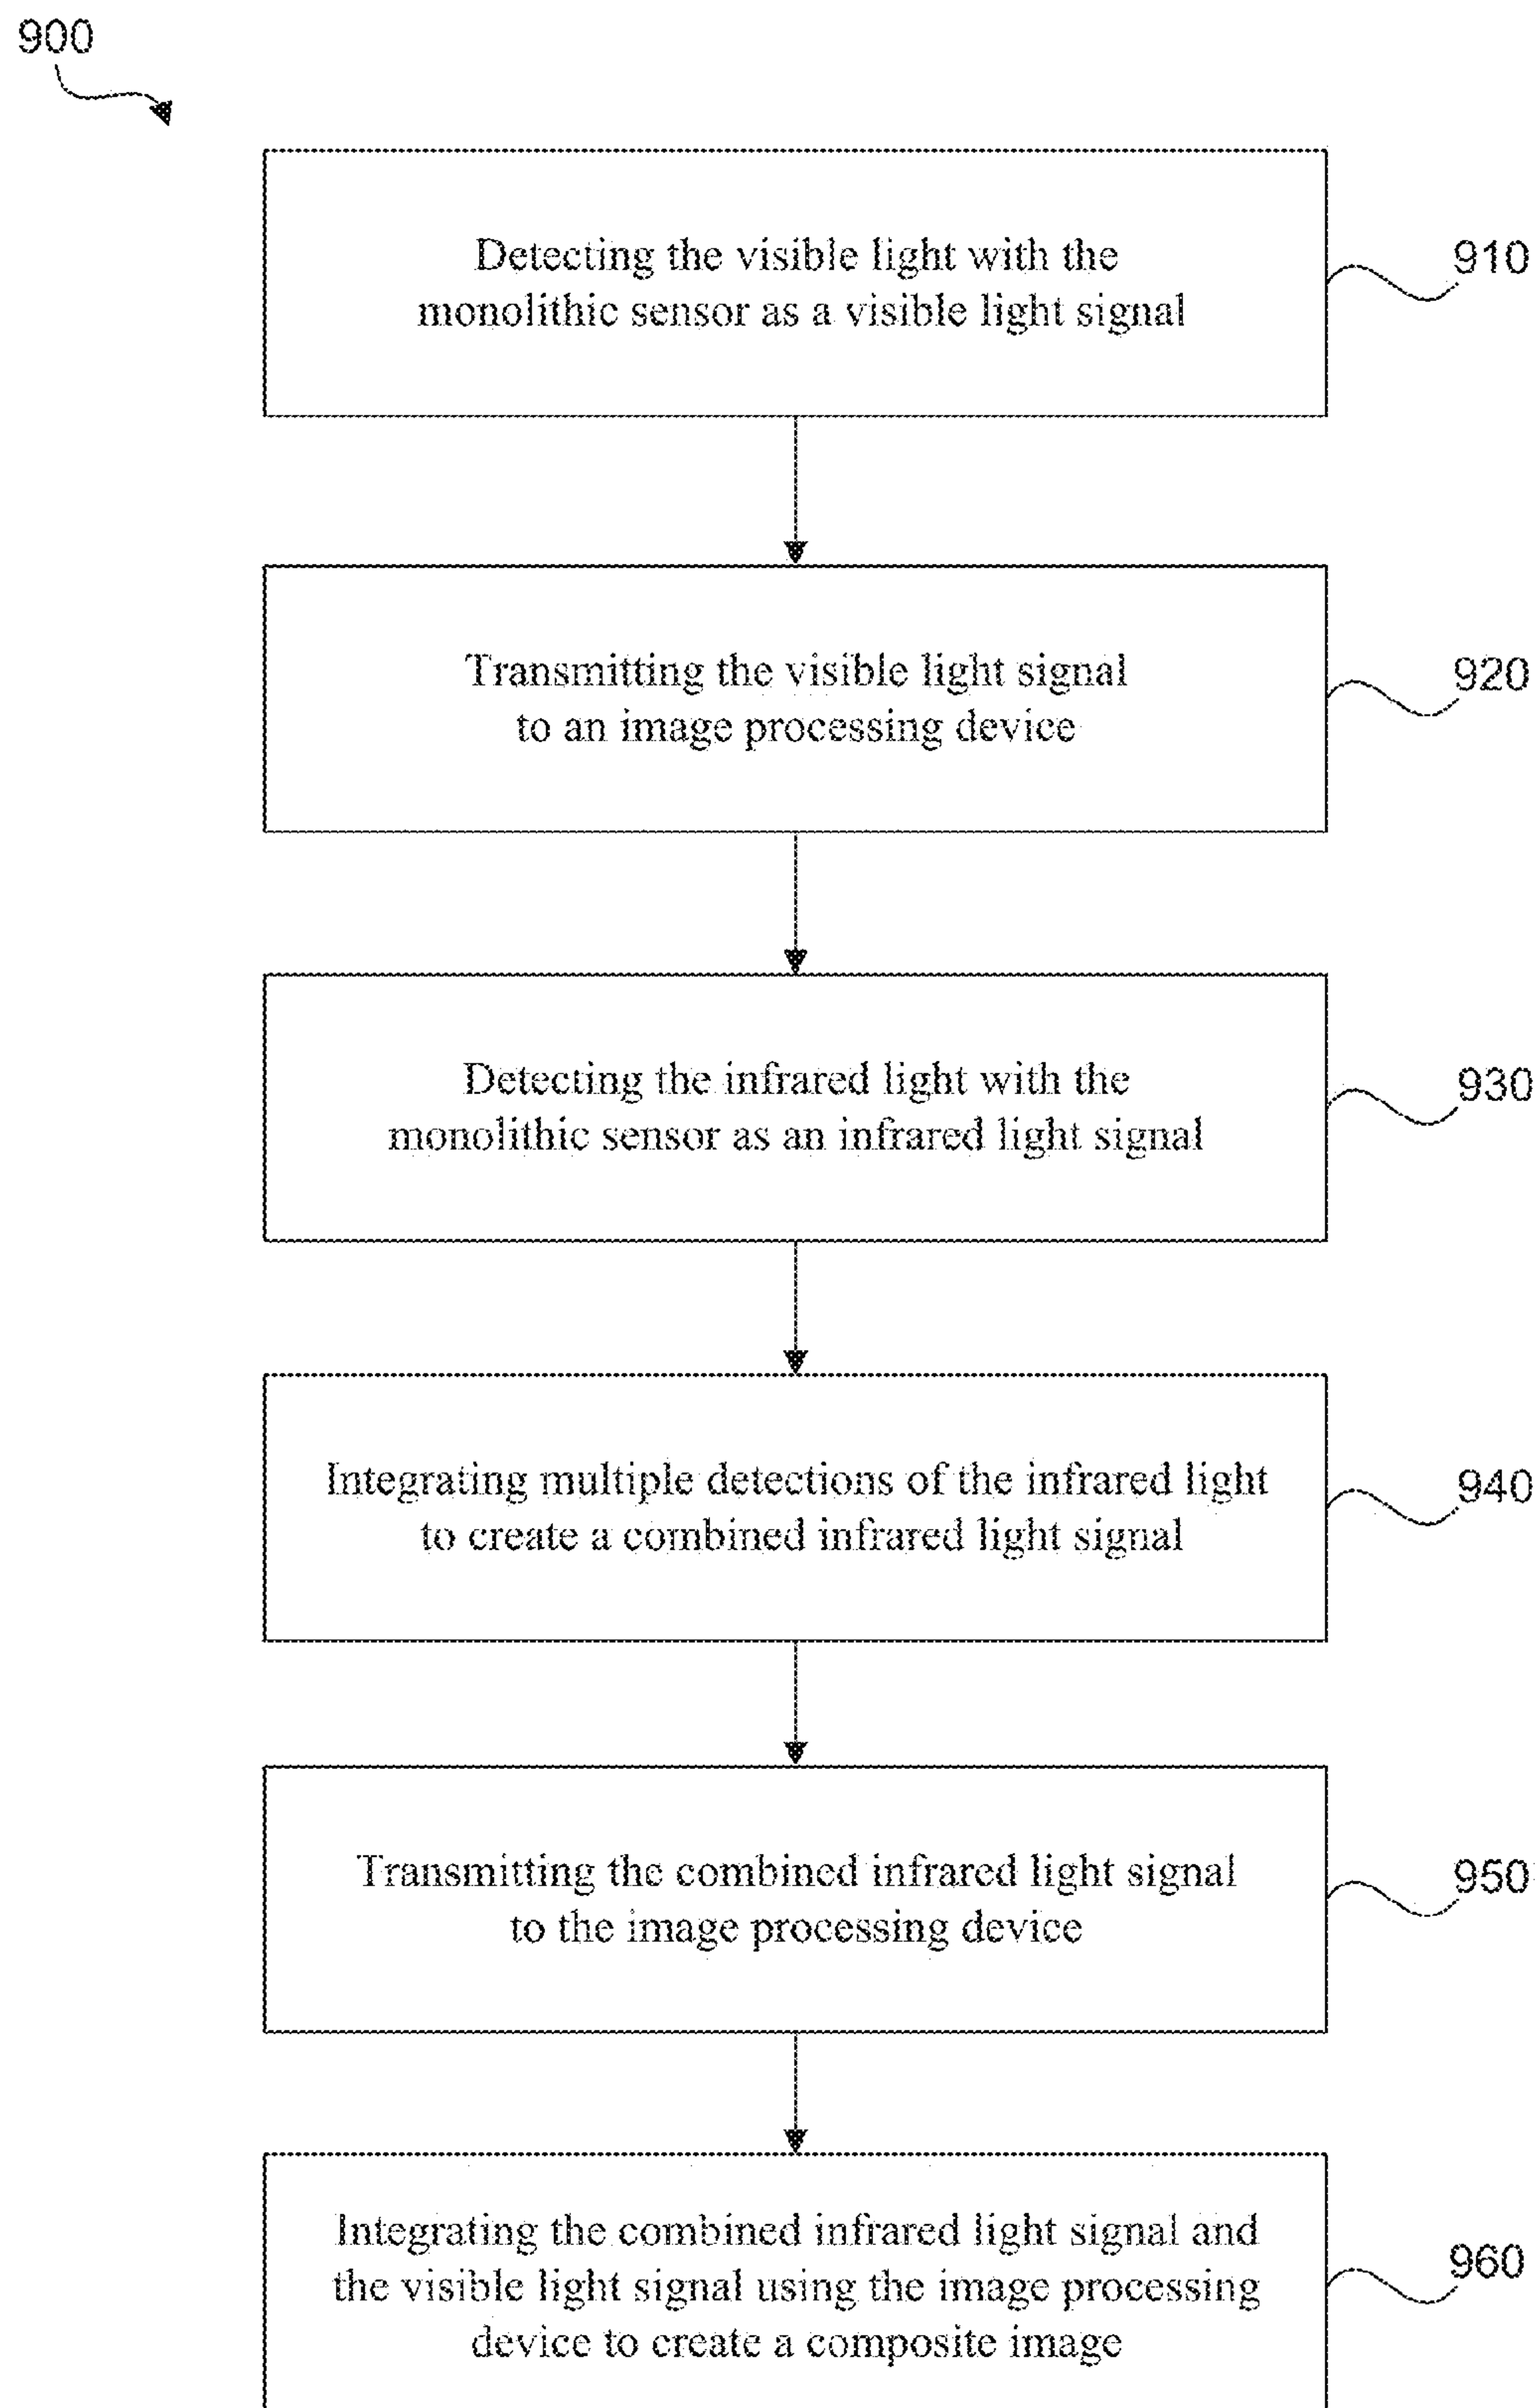 900
Detecting the visible light with the
monolithic sensor as a visible light signal
910
Transmitting the visible light signal
to an image processing device
920
Detecting the infrared light with the
monolithic sensor as an infrared light signal
930
Integrating multiple detections of the infrared light
to create a combined infrared light signal
940
Transmitting the combined infrared light signal
to the image processing device
950
Integrating the combined infrared light signal and
the visible light signal using the image processing
device to create a composite image
960